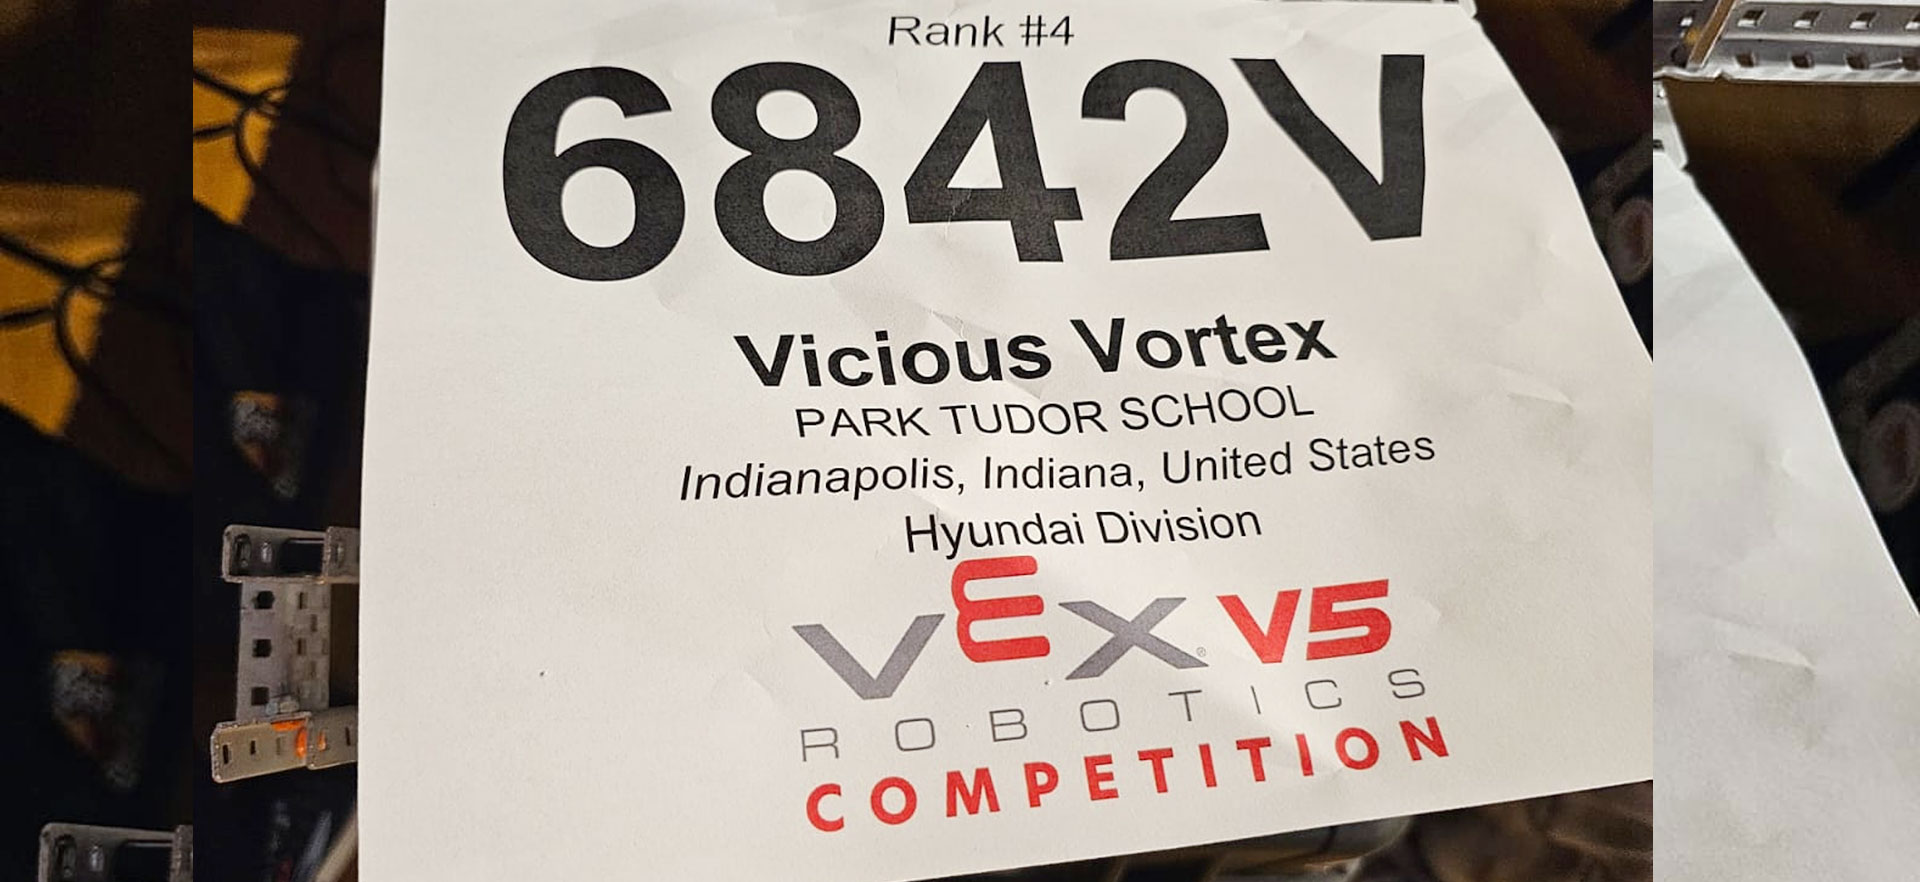 Rank #4
6842V
Vicious Vortex
PARK TUDOR SCHOOL
Indianapolis, Indiana, United States
Hyundai Division
VEX V5
ROBOTICS
COMPETITION